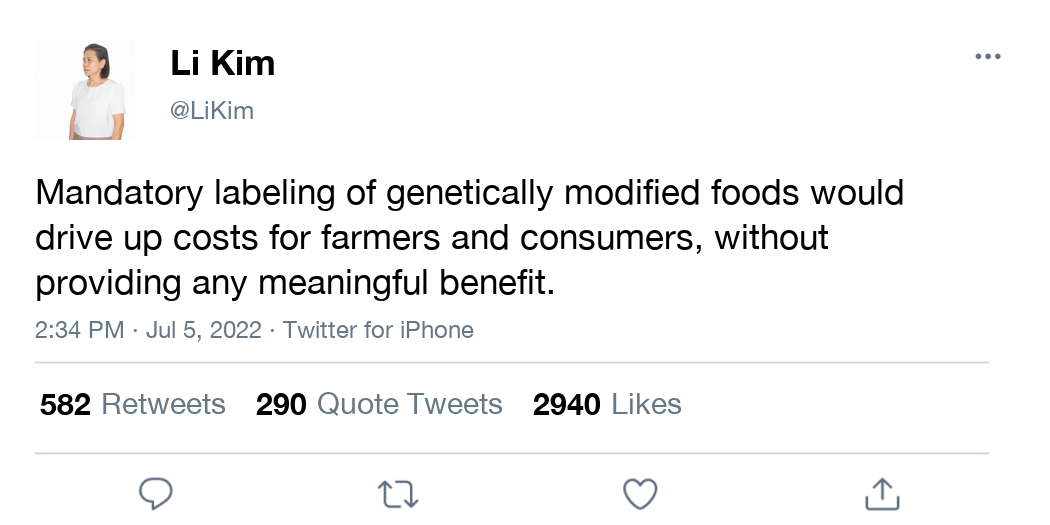 Li Kim
@LiKim
Mandatory labeling of genetically modified foods would
drive up costs for farmers and consumers, without
providing any meaningful benefit.
2:34 PM · Jul 5, 2022 · Twitter for iPhone
582 Retweets 290 Quote Tweets 2940 Likes